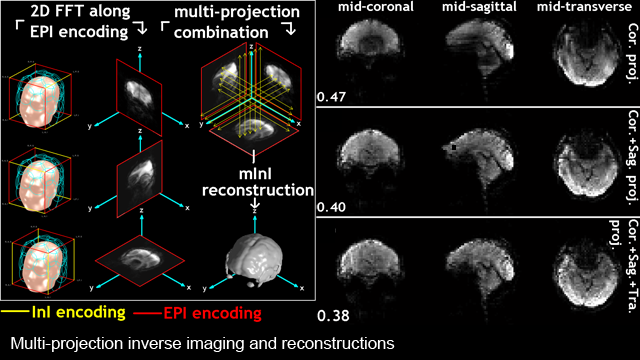 2D FFT along
EPI encoding
multi-projection
combination
z
y
x
z
z
y
x
y
x
mInI
reconstruction
z
z
y
x
y
x
InI encoding
EPI encoding
mid-coronal
mid-sagittal
mid-transverse
Cor. proj.
0.47
Cor.+Sag. proj.
0.40
Cor.+Sag.+Tra.
proj.
0.38
Multi-projection inverse imaging and reconstructions